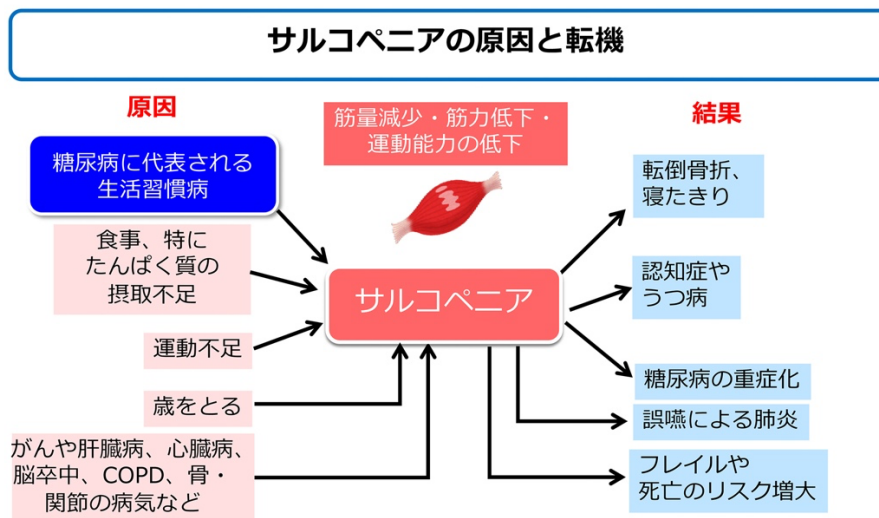 サルコペニアの原因と転機
原因
糖尿病に代表される
生活習慣病
食事、特に
たんぱく質の
摂取不足
運動不足
歳をとる
がんや肝臓病、心臓病、
脳卒中、COPD、骨・
関節の病気など
筋量減少・筋力低下・
運動能力の低下
サルコペニア
結果
転倒骨折、
寝たきり
認知症や
うつ病
糖尿病の重症化
誤嚥による肺炎
フレイルや
死亡のリスク増大